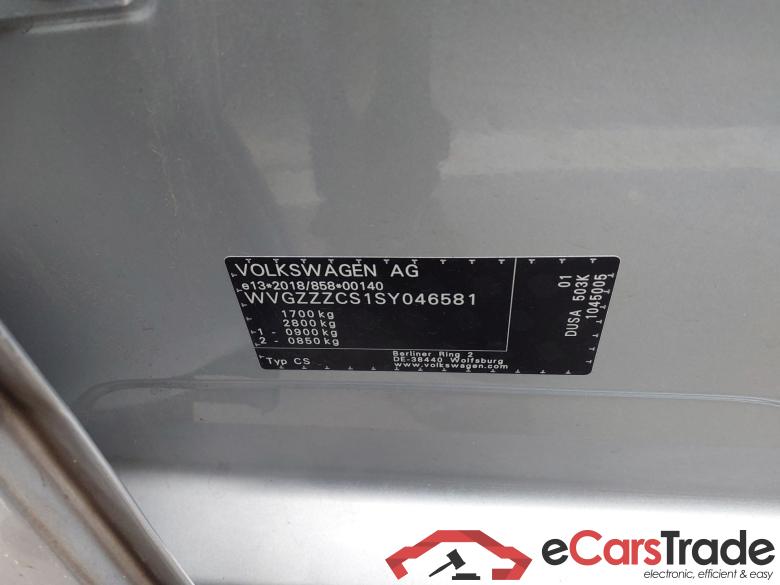 VOLKSWAGEN AG
e13*2018/858*00140
WVGZZZCS1SY046581
1700 kg
2800 kg
1 - 0900 kg
2 - 0850 kg
Typ CS
Berliner Ring 2
DE-38440 Wolfsburg
www.volkswagen.com
01
DUSA 503K
1045005
eCarsTrade
electronic, efficient & easy